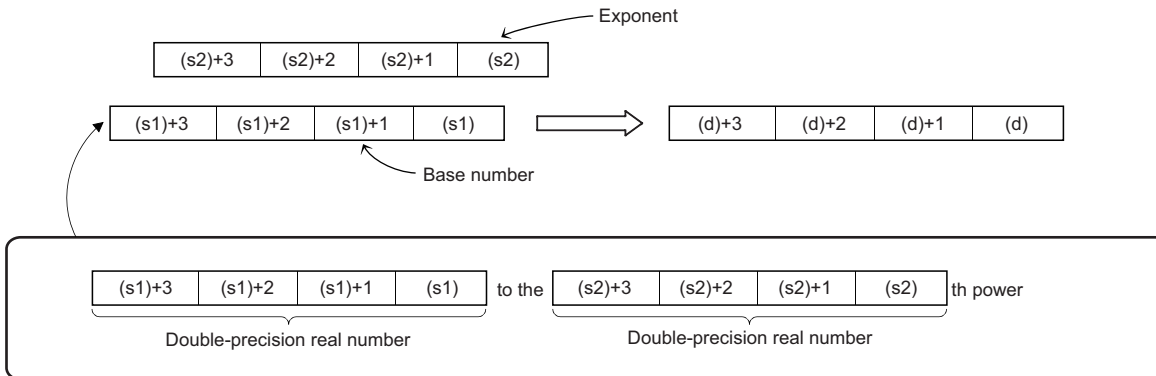 Exponent
(s2)+3 (s2)+2 (s2)+1 (s2)
(s1)+3 (s1)+2 (s1)+1 (s1) (d)+3 (d)+2 (d)+1 (d)
Base number
(s1)+3 (s1)+2 (s1)+1 (s1) to the (s2)+3 (s2)+2 (s2)+1 (s2) th power
Double-precision real number Double-precision real number